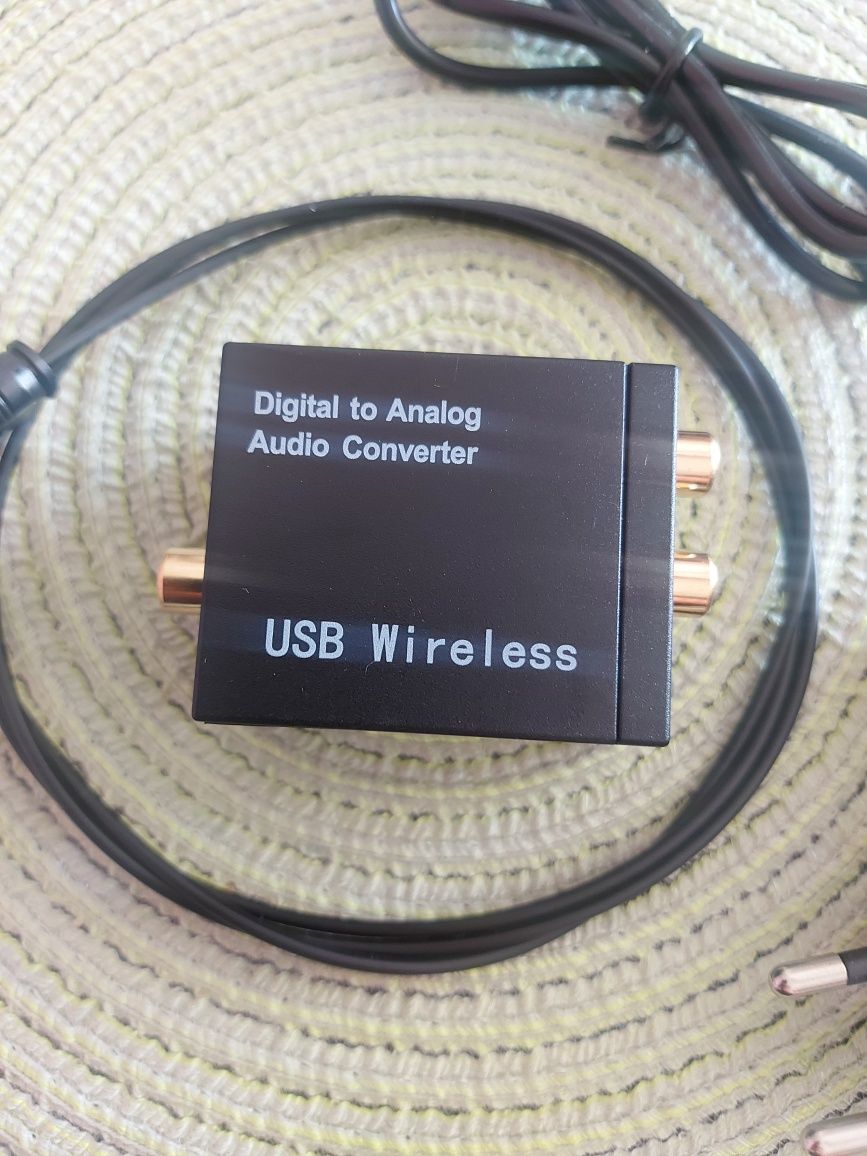 Digital to Analog
Audio Converter
USB Wireless